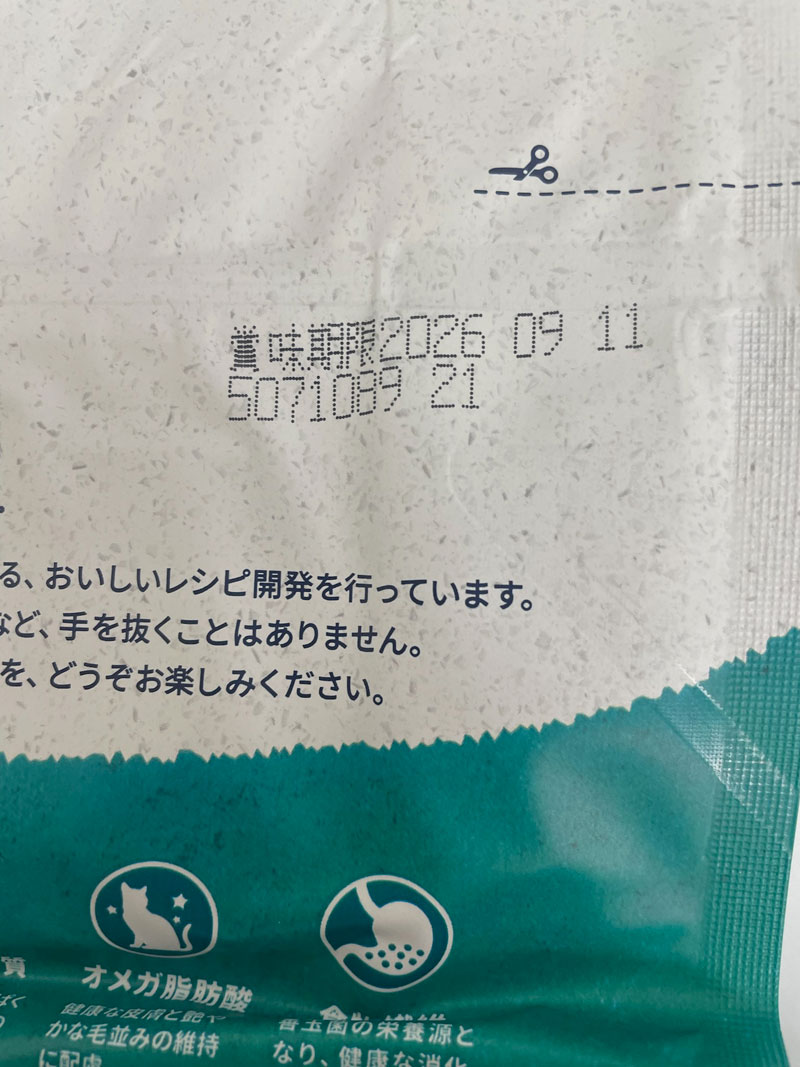 賞味期限2026 09 11
5071089 21
る、おいしいレシピ開発を行っています。
など、手を抜くことはありません。
を、どうぞお楽しみください。
質
オメガ脂肪酸
健康な皮膚と艶や
かな毛並みの維持
に配慮
善玉菌の栄養源と
なり、健康な消化